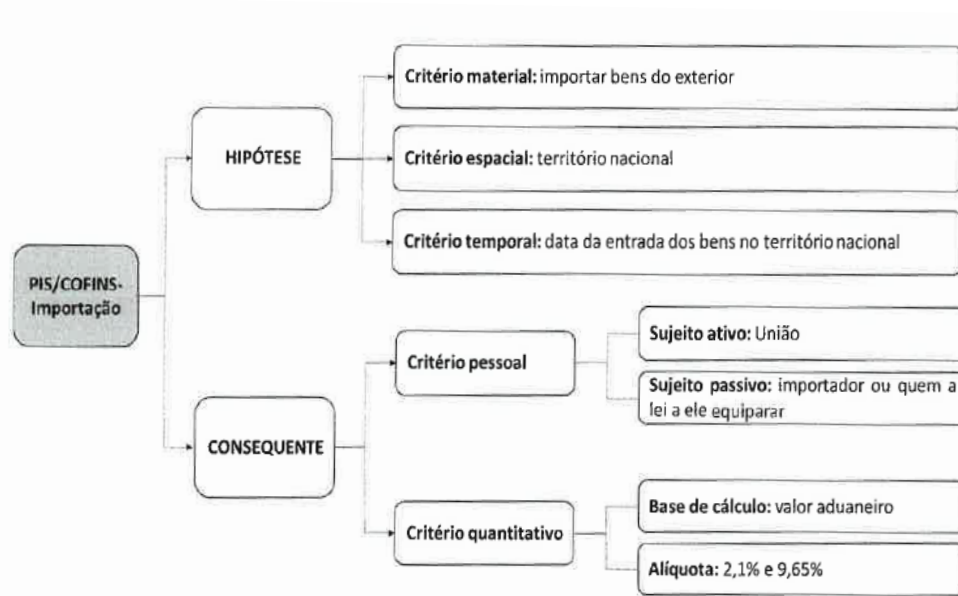 Critério material: importar bens do exterior
HIPÓTESE
Critério espacial: território nacional
Critério temporal: data da entrada dos bens no território nacional
PIS/COFINS-
Importação
Sujeito ativo: União
Critério pessoal
Sujeito passivo: importador ou quem a
lei a ele equiparar
CONSEQUENTE
Base de cálculo: valor aduaneiro
Critério quantitativo
Alíquota: 2,1% e 9,65%